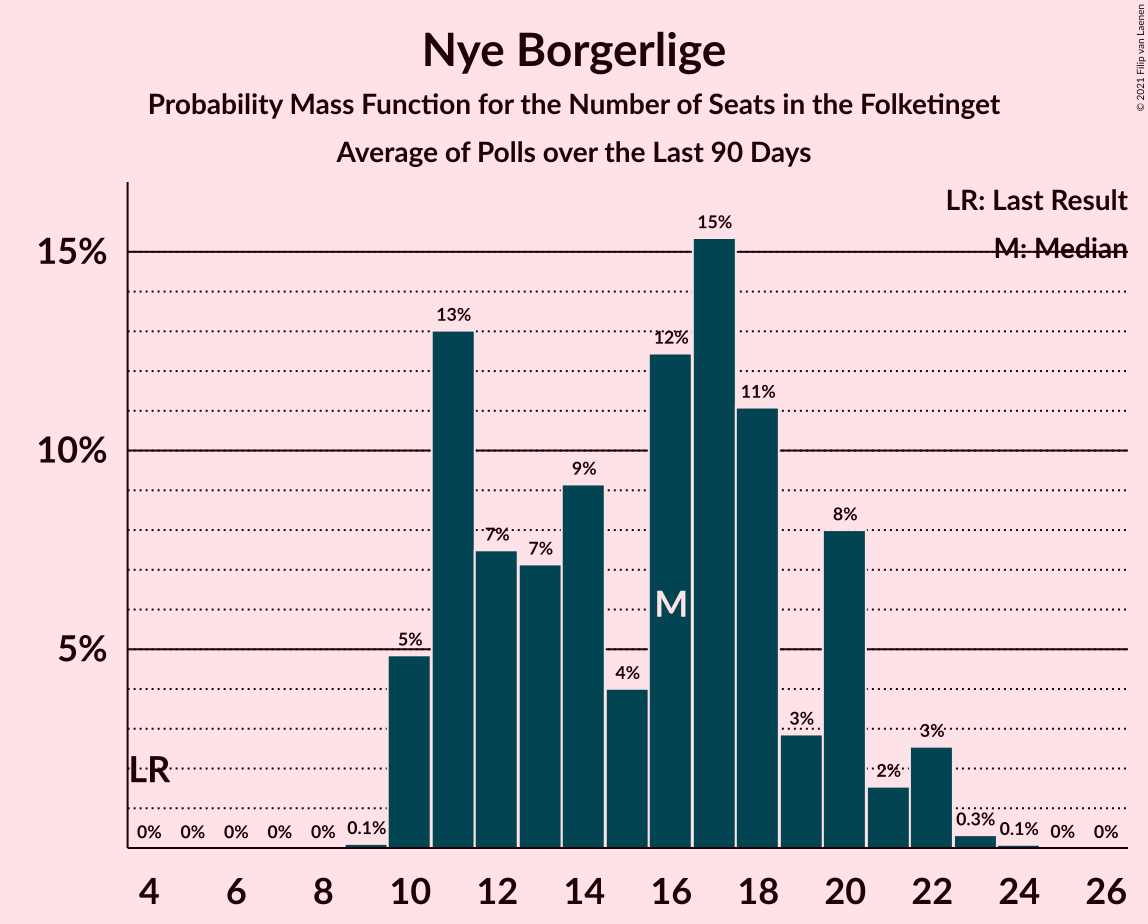 Nye Borgerlige
Probability Mass Function for the Number of Seats in the Folketinget
Average of Polls over the Last 90 Days
© 2021 Filip van Laenen
LR: Last Result
M: Median
15%
10%
5%
0% 0% 0% 0% 0% 0.1% 5% 13% 7% 7% 9% 4% 12% 15% 11% 3% 8% 2% 3% 0.3% 0.1% 0% 0%
M
LR
4 6 8 10 12 14 16 18 20 22 24 26